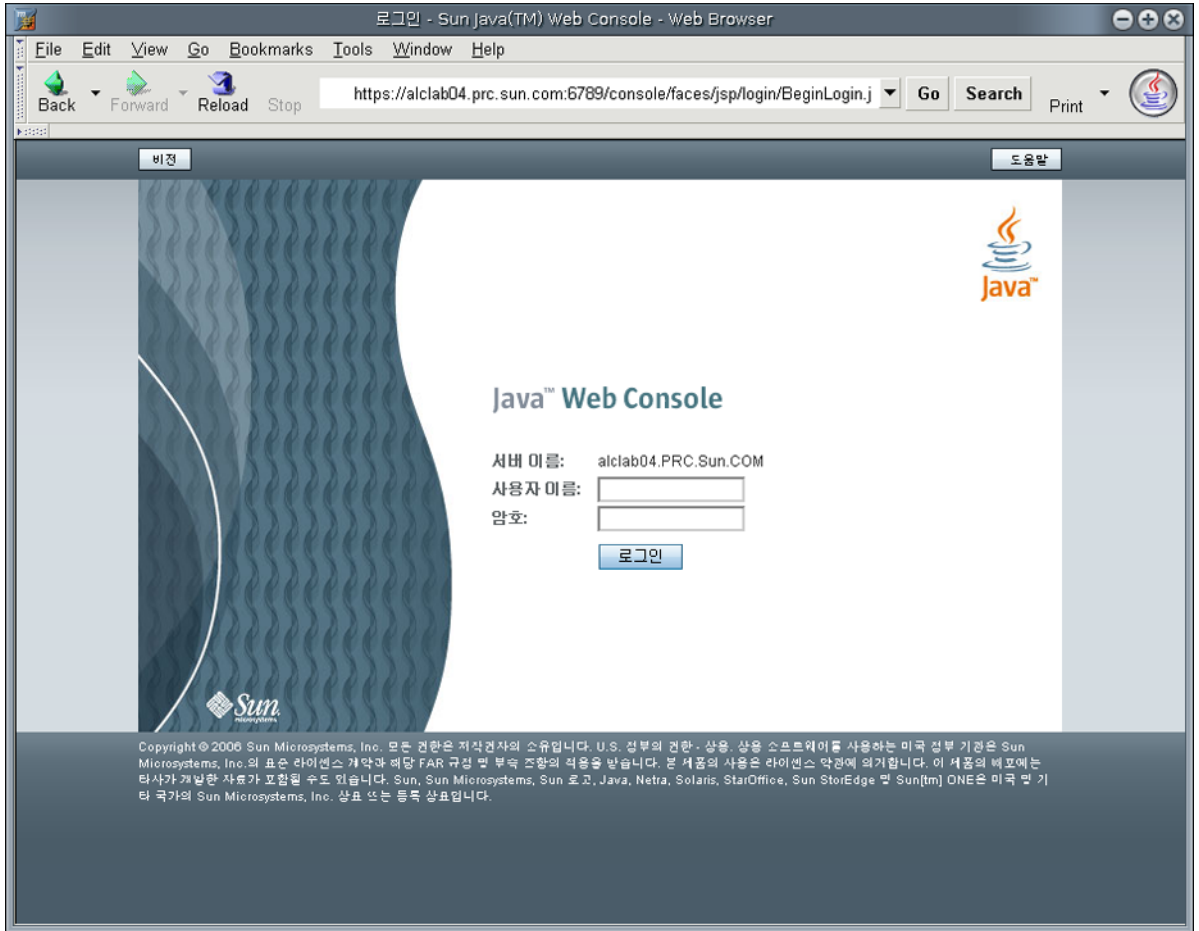 로그인 - Sun Java(TM) Web Console - Web Browser
File Edit View Go Bookmarks Tools Window Help
Back Forward Reload Stop https://alclab04.prc.sun.com:6789/console/faces/jsp/login/BeginLogin.j Go Search Print
비전 도움말
Java™
Java™ Web Console
서버 이름: alclab04.PRC.Sun.COM
사용자 이름:
암호:
로그인
Sun
microsystems
Copyright © 2006 Sun Microsystems, Inc. 모든 권한은 저작권자의 소유입니다. U.S. 정부의 권한 - 상용. 상용 소프트웨어를 사용하는 미국 정부 기관은 Sun
Microsystems, Inc.의 표준 라이센스 계약과 해당 FAR 규정 및 부속 조항의 적용을 받습니다. 본 제품의 사용은 라이센스 약관에 의거합니다. 이 제품의 배포에는
타사가 개발한 자료가 포함될 수도 있습니다. Sun, Sun Microsystems, Sun 로고, Java, Netra, Solaris, StarOffice, Sun StorEdge 및 Sun[tm] ONE은 미국 및 기
타 국가의 Sun Microsystems, Inc. 상표 또는 등록 상표입니다.